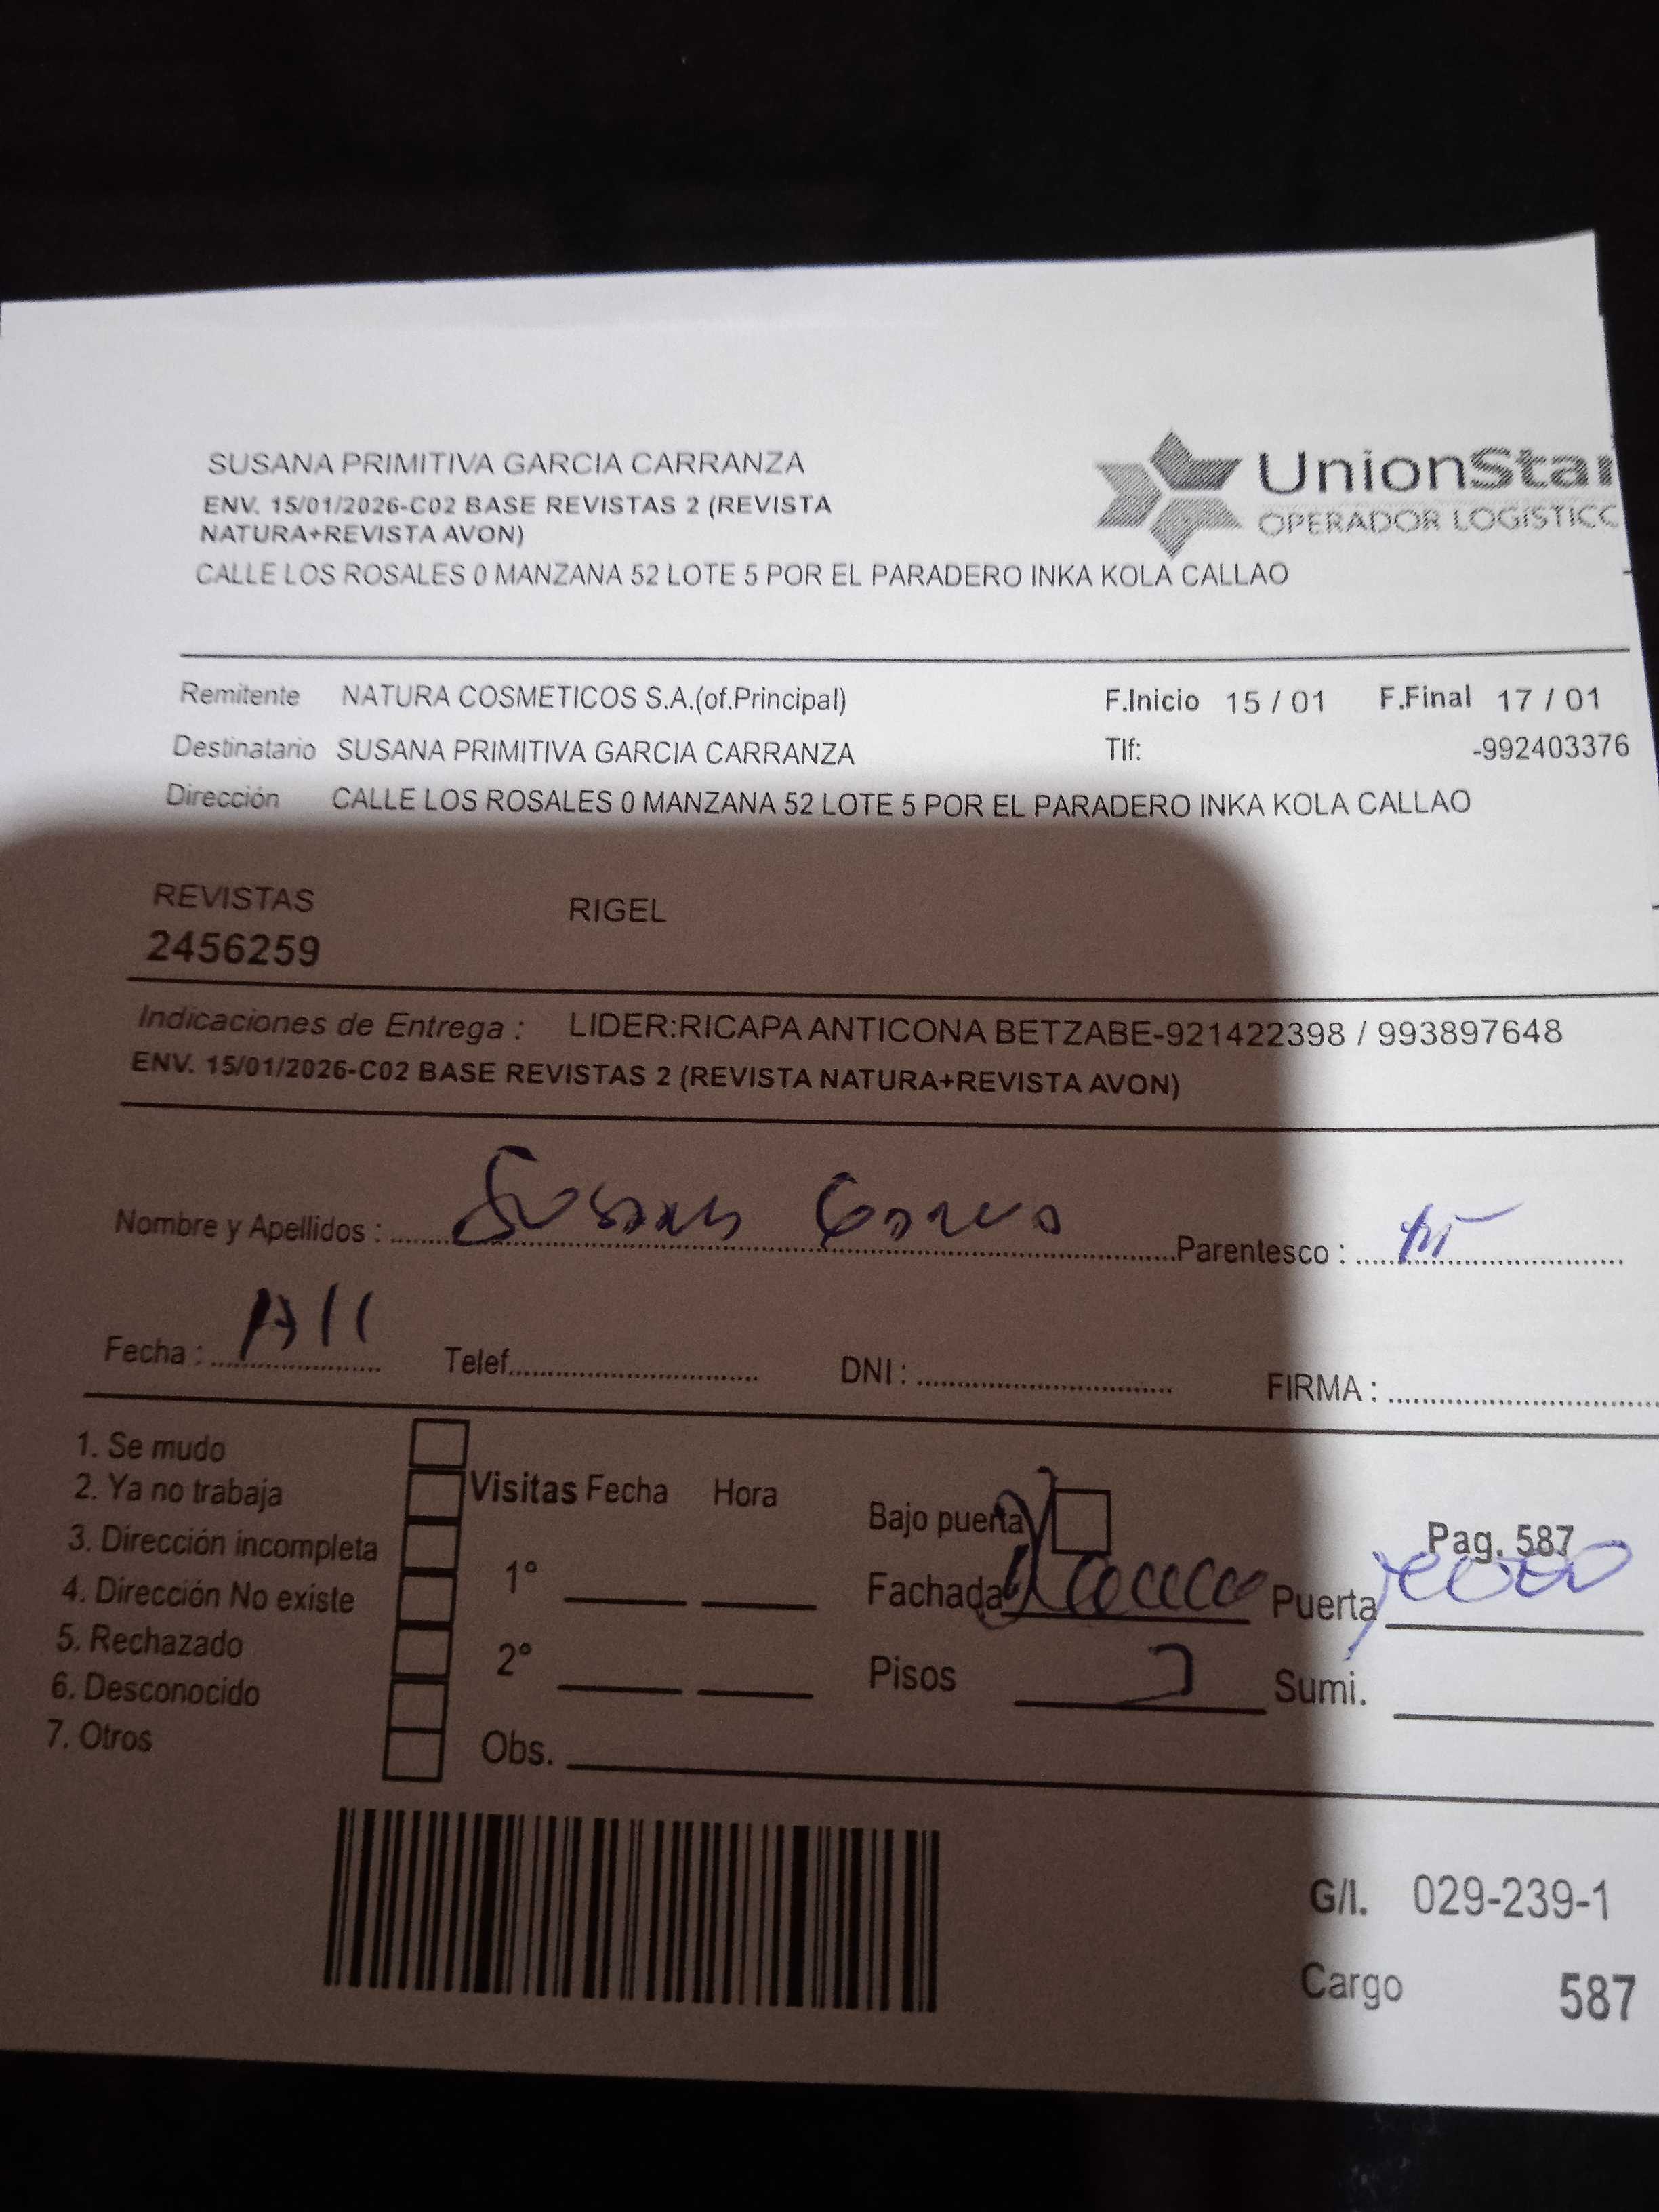 SUSANA PRIMITIVA GARCIA CARRANZA
ENV. 15/01/2026-C02 BASE REVISTAS 2 (REVISTA
NATURA+REVISTA AVON)
CALLE LOS ROSALES 0 MANZANA 52 LOTE 5 POR EL PARADERO INKA KOLA CALLAO
UnionStar
OPERADOR LOGISTICO
Remitente NATURA COSMETICOS S.A.(of.Principal) F.Inicio 15 / 01 F.Final 17 / 01
Destinatario SUSANA PRIMITIVA GARCIA CARRANZA Tlf: -992403376
Dirección CALLE LOS ROSALES 0 MANZANA 52 LOTE 5 POR EL PARADERO INKA KOLA CALLAO
REVISTAS RIGEL
2456259
Indicaciones de Entrega : LIDER:RICAPA ANTICONA BETZABE-921422398 / 993897648
ENV. 15/01/2026-C02 BASE REVISTAS 2 (REVISTA NATURA+REVISTA AVON)
Nombre y Apellidos : Susana Parentesco :
Fecha : Telef. DNI : FIRMA :
1. Se mudo
2. Ya no trabaja
3. Dirección incompleta
4. Dirección No existe
5. Rechazado
6. Desconocido
7. Otros
Visitas Fecha Hora
1°
2°
Obs.
Bajo puerta
Fachada Puerta
Pisos 2 Sumi.
Pag. 587
G/I. 029-239-1
Cargo 587